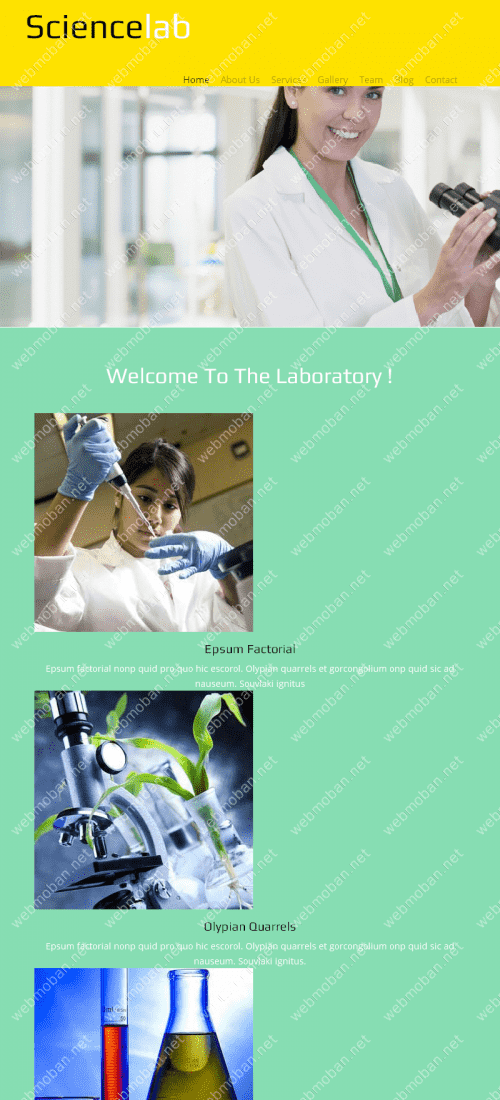 Sciencelab
Home About Us Services Gallery Team Blog Contact
Welcome To The Laboratory !
Epsum Factorial
Epsum factorial nonp quid pro quo hic escorol. Olypian quarrels et gorcongolium onp quid sic ad
nauseum. Souvlaki ignitus
Olypian Quarrels
Epsum factorial nonp quid pro quo hic escorol. Olypian quarrels et gorcongolium onp quid sic ad
nauseum. Souvlaki ignitus.
webmoban.net